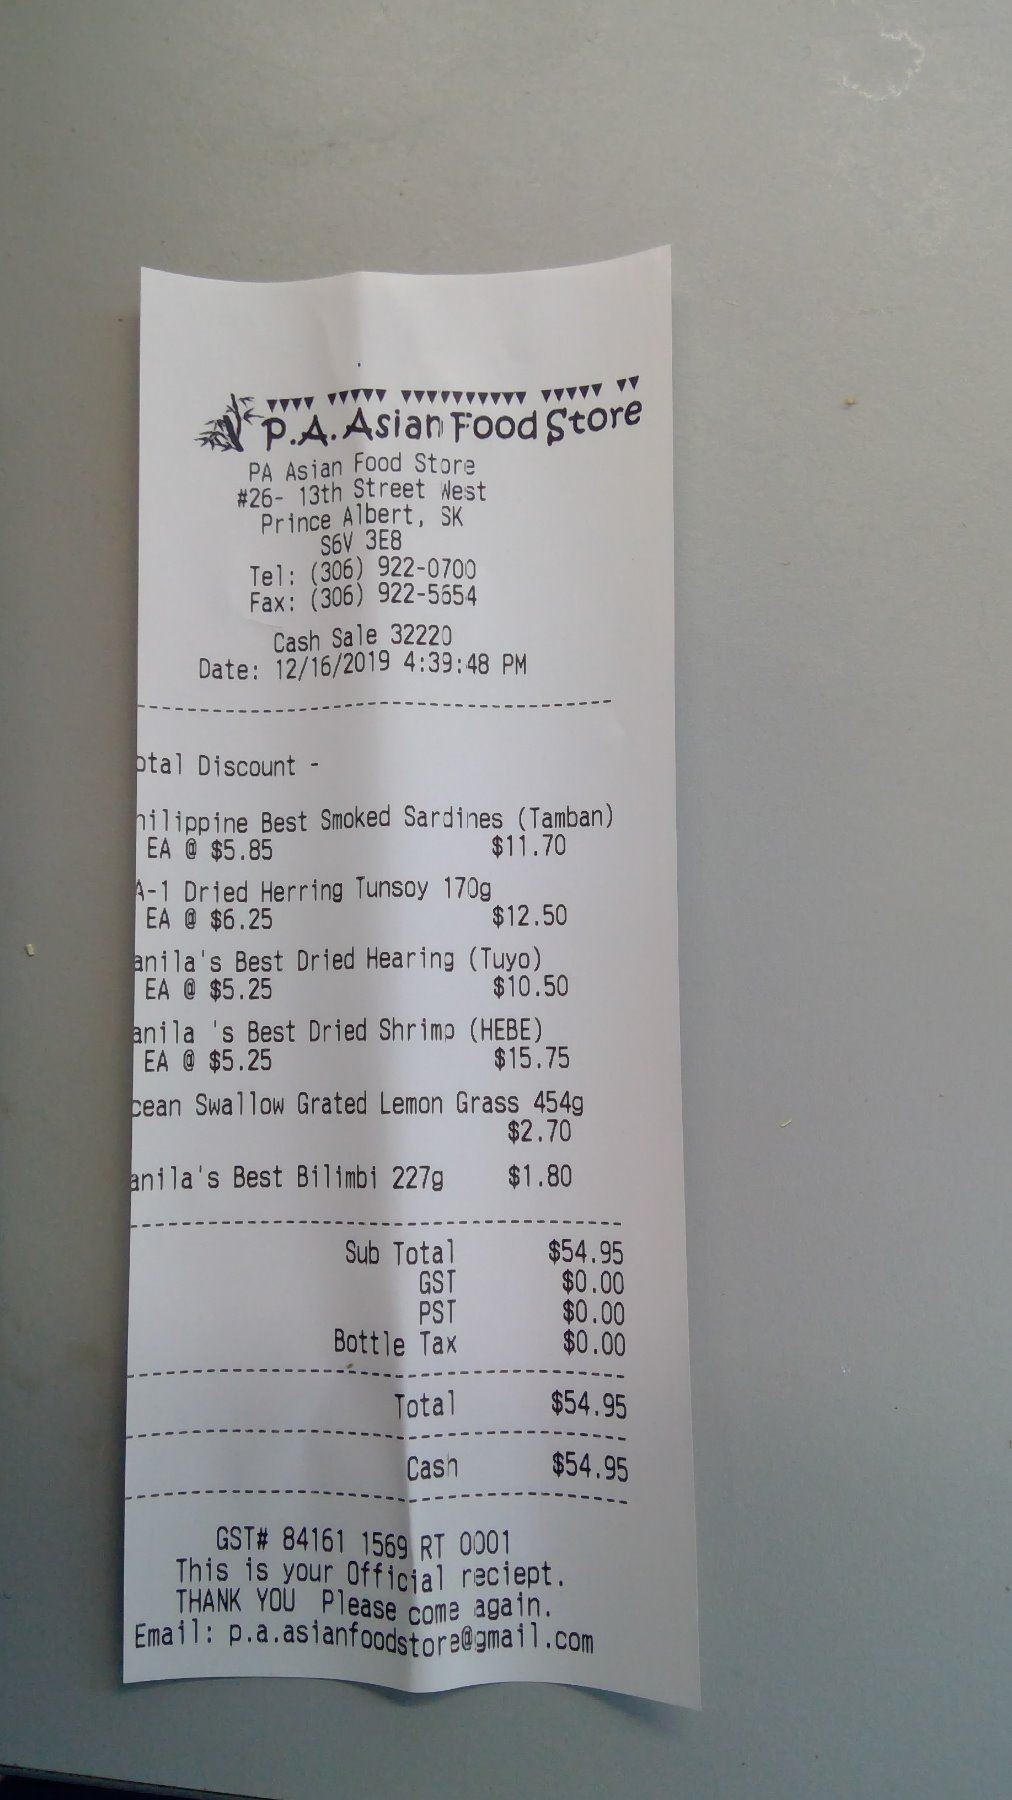 P.A. Asian Food Store
PA Asian Food Store
#26- 13th Street West
Prince Albert, SK
S6V 3E8
Tel: (306) 922-0700
Fax: (306) 922-5654
Cash Sale 32220
Date: 12/16/2019 4:39:48 PM
otal Discount -
hilippine Best Smoked Sardines (Tamban)
EA @ $5.85 $11.70
A-1 Dried Herring Tunsoy 170g
EA @ $6.25 $12.50
anila's Best Dried Hearing (Tuyo)
EA @ $5.25 $10.50
anila 's Best Dried Shrimp (HEBE)
EA @ $5.25 $15.75
cean Swallow Grated Lemon Grass 454g
$2.70
anila's Best Bilimbi 227g $1.80
Sub Total $54.95
GST $0.00
PST $0.00
Bottle Tax $0.00
Total $54.95
Cash $54.95
GST# 84161 1569 RT 0001
This is your Official reciept.
THANK YOU Please come again.
Email: p.a.asianfoodstore@gmail.com